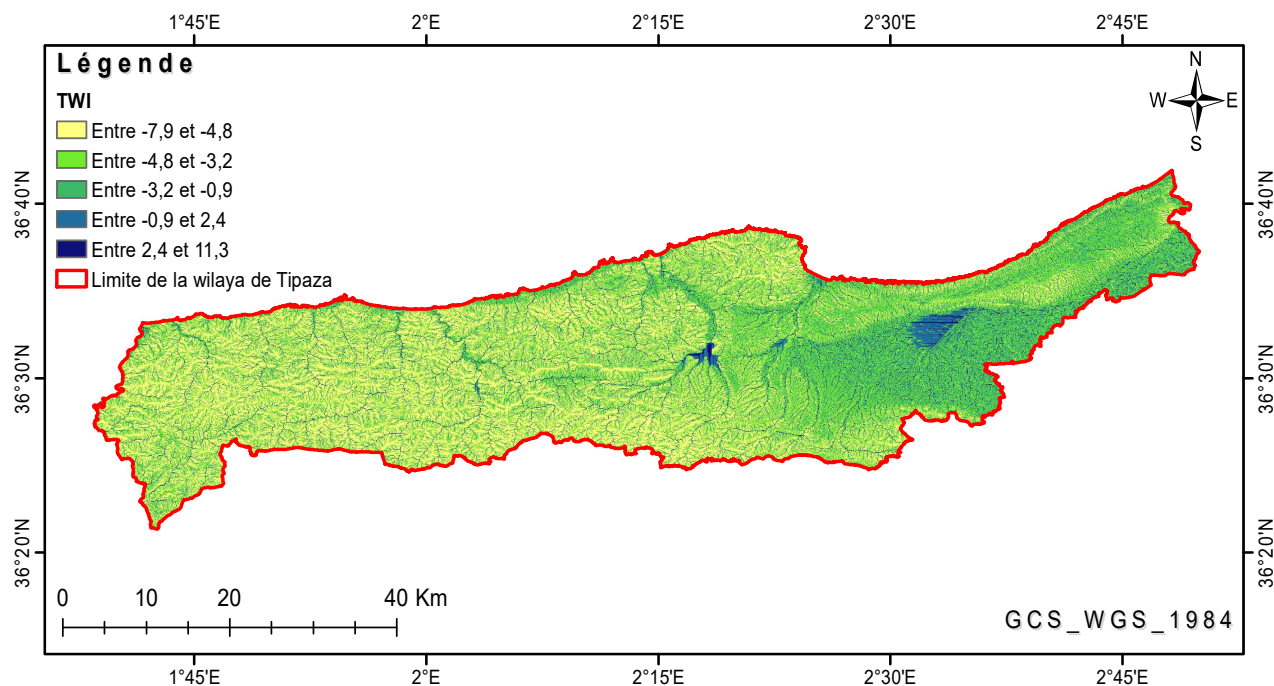 1°45'E 2°E 2°15'E 2°30'E 2°45'E
Légende
TWI
Entre -7,9 et -4,8
Entre -4,8 et -3,2
Entre -3,2 et -0,9
Entre -0,9 et 2,4
Entre 2,4 et 11,3
Limite de la wilaya de Tipaza
N
W E
S
36°40'N 36°40'N
36°30'N 36°30'N
36°20'N 36°20'N
0 10 20 40 Km
GCS_WGS_1984
1°45'E 2°E 2°15'E 2°30'E 2°45'E